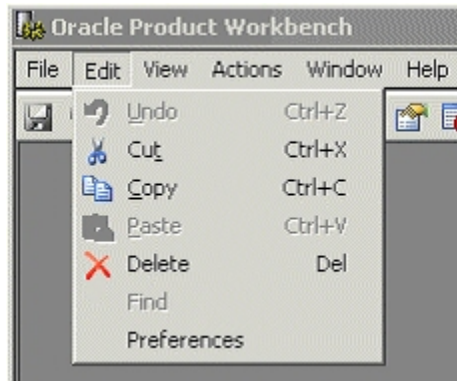 Oracle Product Workbench
File Edit View Actions Window Help
Undo Ctrl+Z
Cut Ctrl+X
Copy Ctrl+C
Paste Ctrl+V
Delete Del
Find
Preferences